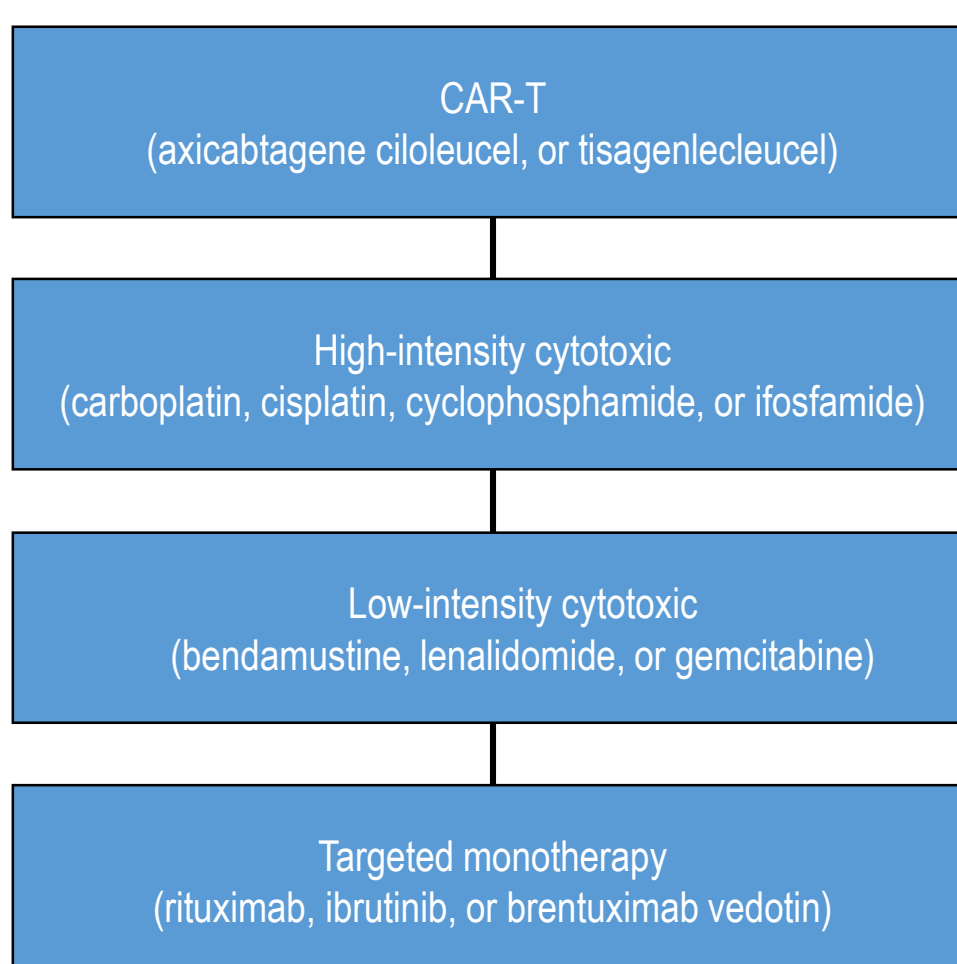 CAR-T
(axicabtagene ciloleucel, or tisagenlecleucel)
High-intensity cytotoxic
(carboplatin, cisplatin, cyclophosphamide, or ifosfamide)
Low-intensity cytotoxic
(bendamustine, lenalidomide, or gemcitabine)
Targeted monotherapy
(rituximab, ibrutinib, or brentuximab vedotin)